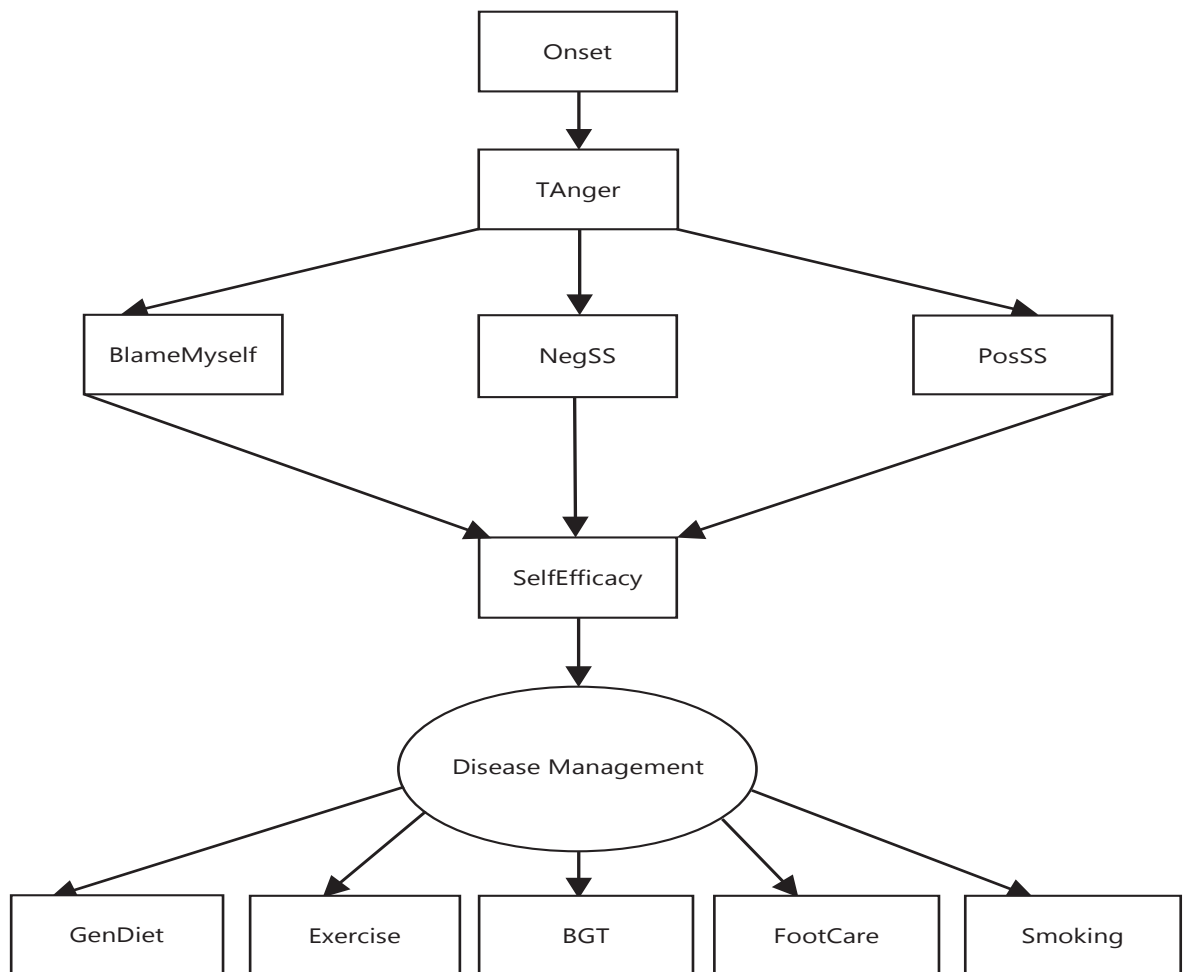 Onset
TAnger
BlameMyself
NegSS
PosSS
SelfEfficacy
Disease Management
GenDiet
Exercise
BGT
FootCare
Smoking